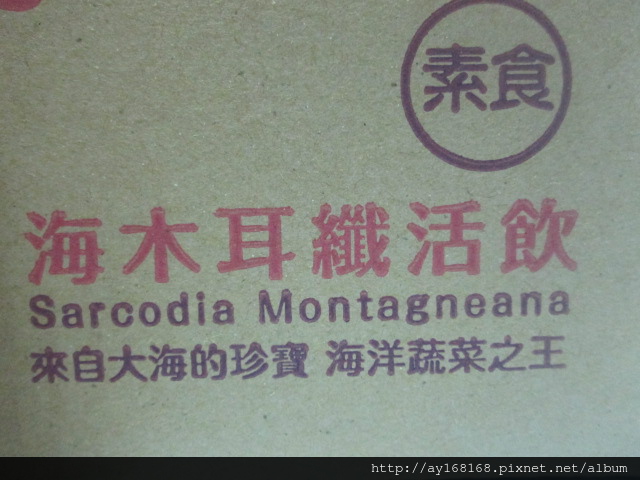 素食
海木耳纖活飲
Sarcodia Montagneana
來自大海的珍寶 海洋蔬菜之王
http://ay168168.pixnet.net/album